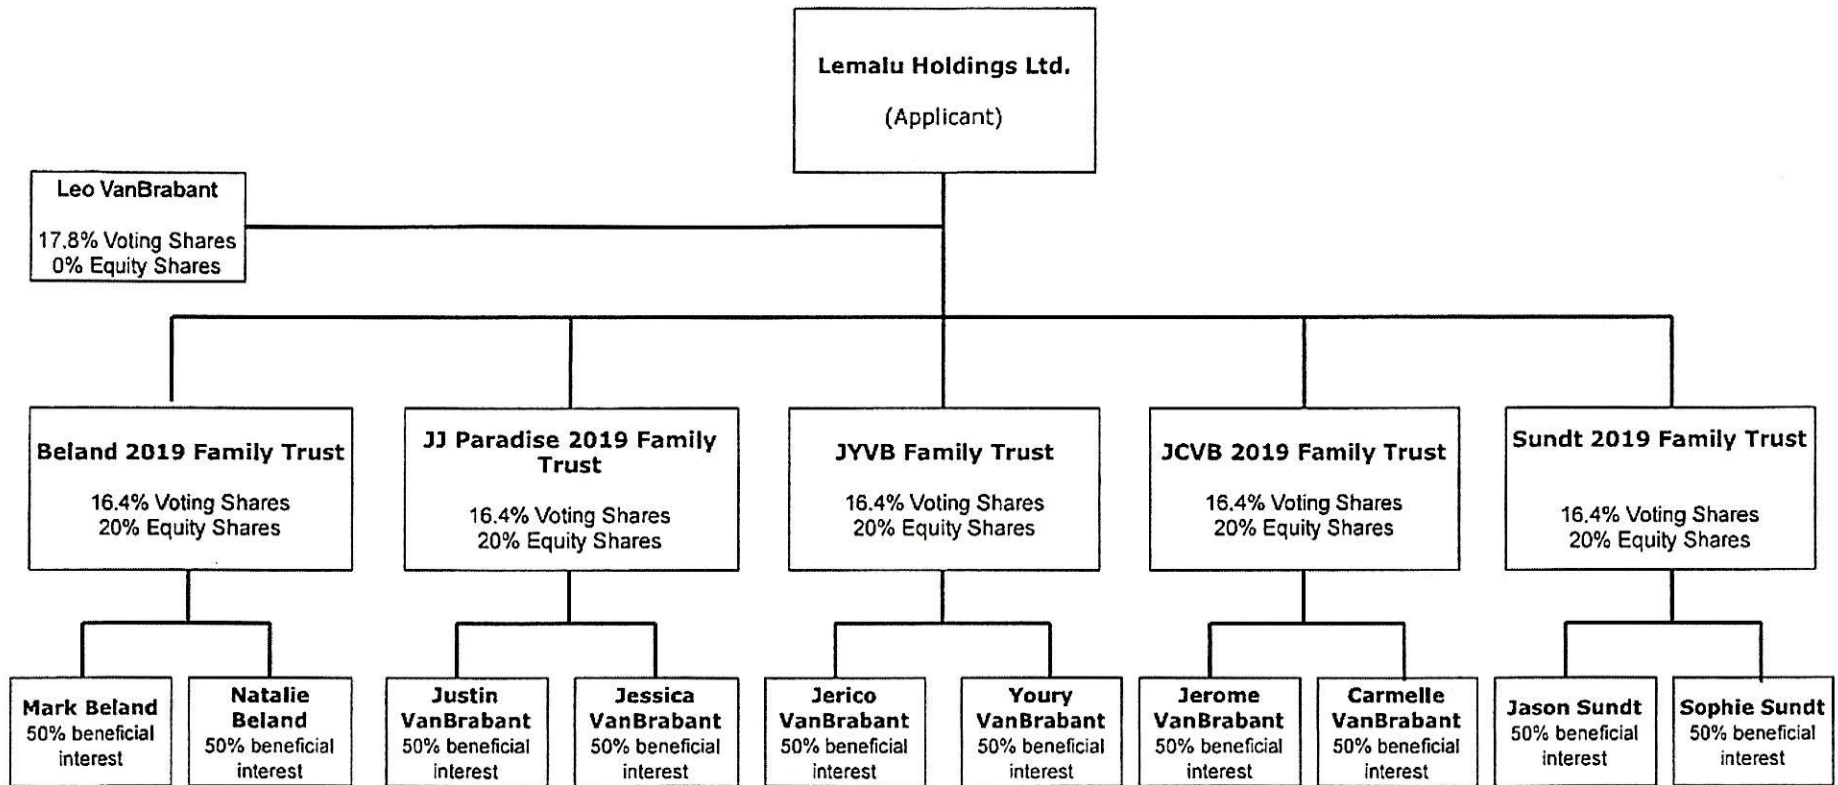 Lemalu Holdings Ltd.
(Applicant)
Leo VanBrabant
17.8% Voting Shares
0% Equity Shares
Beland 2019 Family Trust
16.4% Voting Shares
20% Equity Shares
JJ Paradise 2019 Family
Trust
16.4% Voting Shares
20% Equity Shares
JYVB Family Trust
16.4% Voting Shares
20% Equity Shares
JCVB 2019 Family Trust
16.4% Voting Shares
20% Equity Shares
Sundt 2019 Family Trust
16.4% Voting Shares
20% Equity Shares
Mark Beland
50% beneficial
interest
Natalie
Beland
50% beneficial
interest
Justin
VanBrabant
50% beneficial
interest
Jessica
VanBrabant
50% beneficial
interest
Jerico
VanBrabant
50% beneficial
interest
Youry
VanBrabant
50% beneficial
interest
Jerome
VanBrabant
50% beneficial
interest
Carmelle
VanBrabant
50% beneficial
interest
Jason Sundt
50% beneficial
interest
Sophie Sundt
50% beneficial
interest